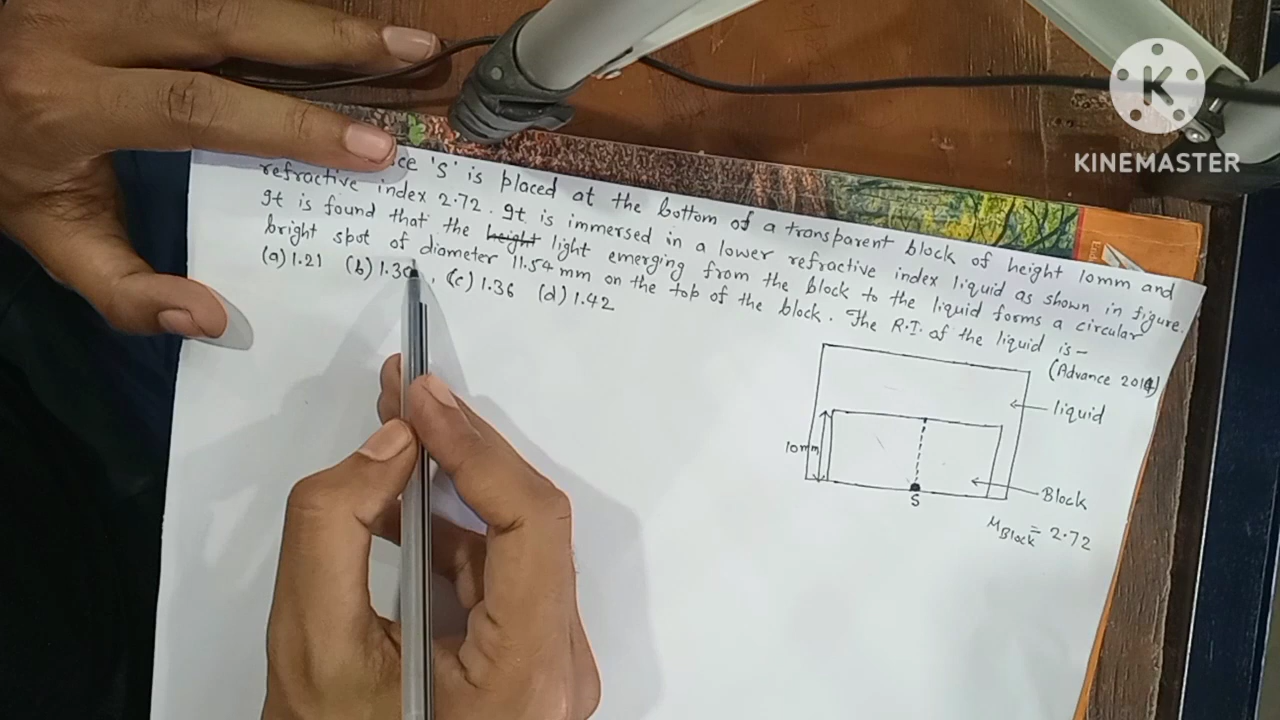 'S' is placed at the bottom of a transparent block of height 10mm and
refractive index 2.72. It is immersed in a lower refractive index liquid as shown in figure.
It is found that the light emerging from the block to the liquid forms a circular
bright spot of diameter 11.54 mm on the top of the block. The R.I. of the liquid is-
(a) 1.21 (b) 1.30, (c) 1.36 (d) 1.42
(Advance 2014)
liquid
10mm
Block
S
μBlock = 2.72
K
KINEMASTER